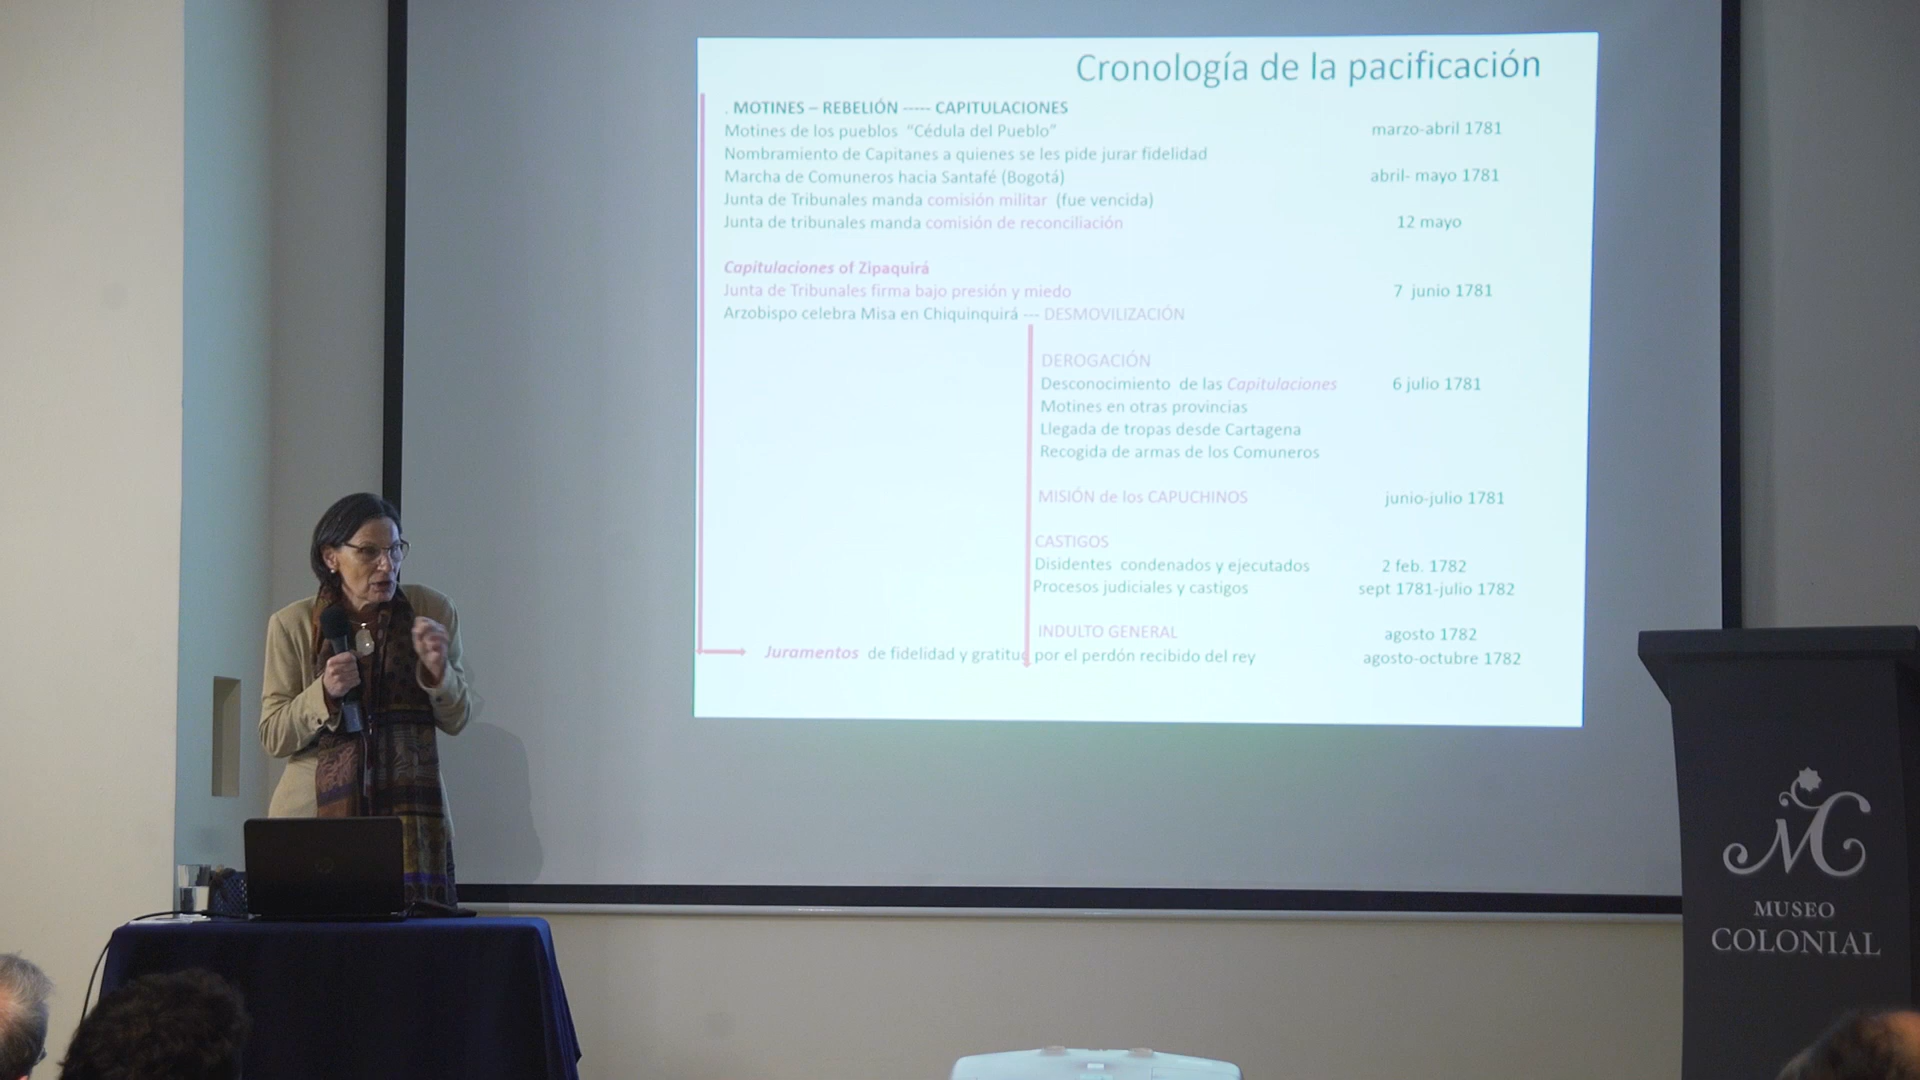 Cronología de la pacificación
. MOTINES – REBELIÓN ----- CAPITULACIONES
Motines de los pueblos “Cédula del Pueblo” marzo-abril 1781
Nombramiento de Capitanes a quienes se les pide jurar fidelidad
Marcha de Comuneros hacia Santafé (Bogotá) abril- mayo 1781
Junta de Tribunales manda comisión militar (fue vencida)
Junta de tribunales manda comisión de reconciliación 12 mayo
Capitulaciones of Zipaquirá
Junta de Tribunales firma bajo presión y miedo 7 junio 1781
Arzobispo celebra Misa en Chiquinquirá --- DESMOVILIZACIÓN
DEROGACIÓN
Desconocimiento de las Capitulaciones 6 julio 1781
Motines en otras provincias
Llegada de tropas desde Cartagena
Recogida de armas de los Comuneros
MISIÓN de los CAPUCHINOS junio-julio 1781
CASTIGOS
Disidentes condenados y ejecutados 2 feb. 1782
Procesos judiciales y castigos sept 1781-julio 1782
INDULTO GENERAL agosto 1782
Juramentos de fidelidad y gratitud por el perdón recibido del rey agosto-octubre 1782
MC
MUSEO
COLONIAL